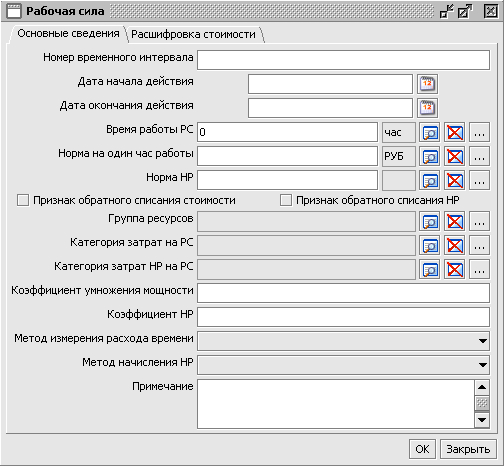 Рабочая сила
Основные сведения Расшифровка стоимости
Номер временного интервала
Дата начала действия 12
Дата окончания действия 12
Время работы РС 0 час ...
Норма на один час работы РУБ ...
Норма НР ...
Признак обратного списания стоимости Признак обратного списания НР
Группа ресурсов ...
Категория затрат на РС ...
Категория затрат НР на РС ...
Коэффициент умножения мощности
Коэффициент НР
Метод измерения расхода времени
Метод начисления НР
Примечание
ОК Закрыть